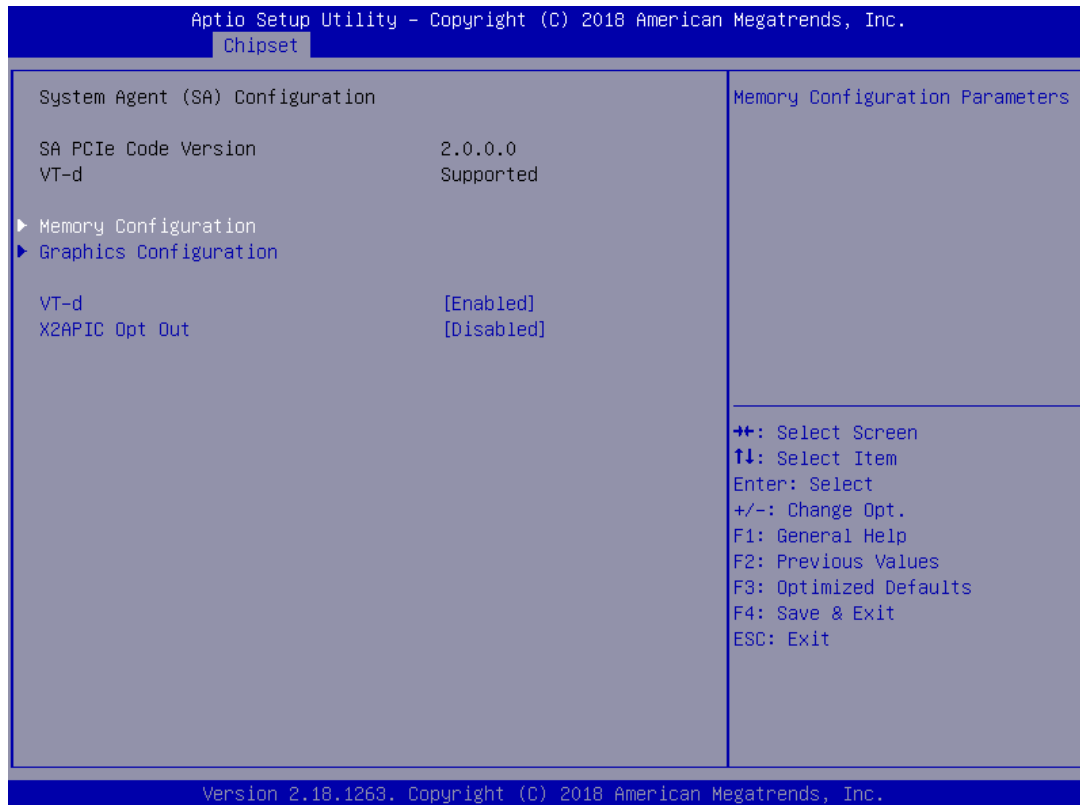 Aptio Setup Utility – Copyright (C) 2018 American Megatrends, Inc.
Chipset
System Agent (SA) Configuration
SA PCIe Code Version 2.0.0.0
VT-d Supported
Memory Configuration
Graphics Configuration
VT-d [Enabled]
X2APIC Opt Out [Disabled]
Memory Configuration Parameters
→←: Select Screen
↑↓: Select Item
Enter: Select
+/-: Change Opt.
F1: General Help
F2: Previous Values
F3: Optimized Defaults
F4: Save & Exit
ESC: Exit
Version 2.18.1263. Copyright (C) 2018 American Megatrends, Inc.